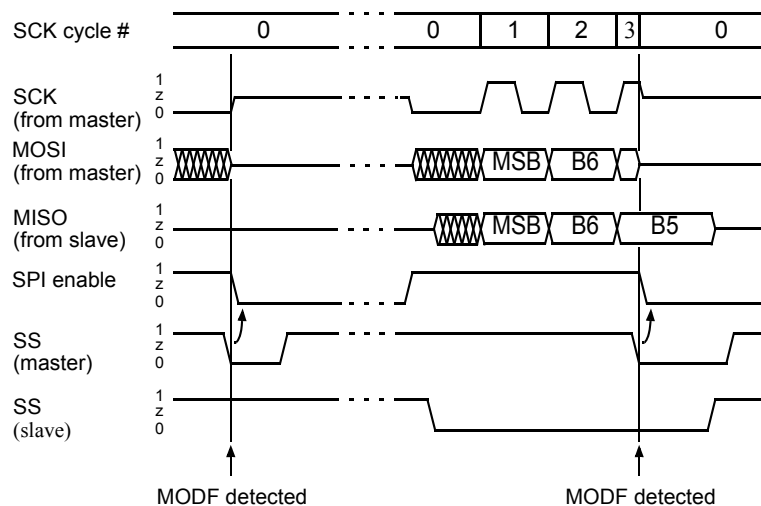 SCK cycle # 0 0 1 2 3 0
SCK
(from master)
1
z
0
MOSI
(from master)
1
z
0
MSB B6
MISO
(from slave)
1
z
0
MSB B6 B5
SPI enable
1
z
0
SS
(master)
1
z
0
SS
(slave)
1
z
0
MODF detected MODF detected